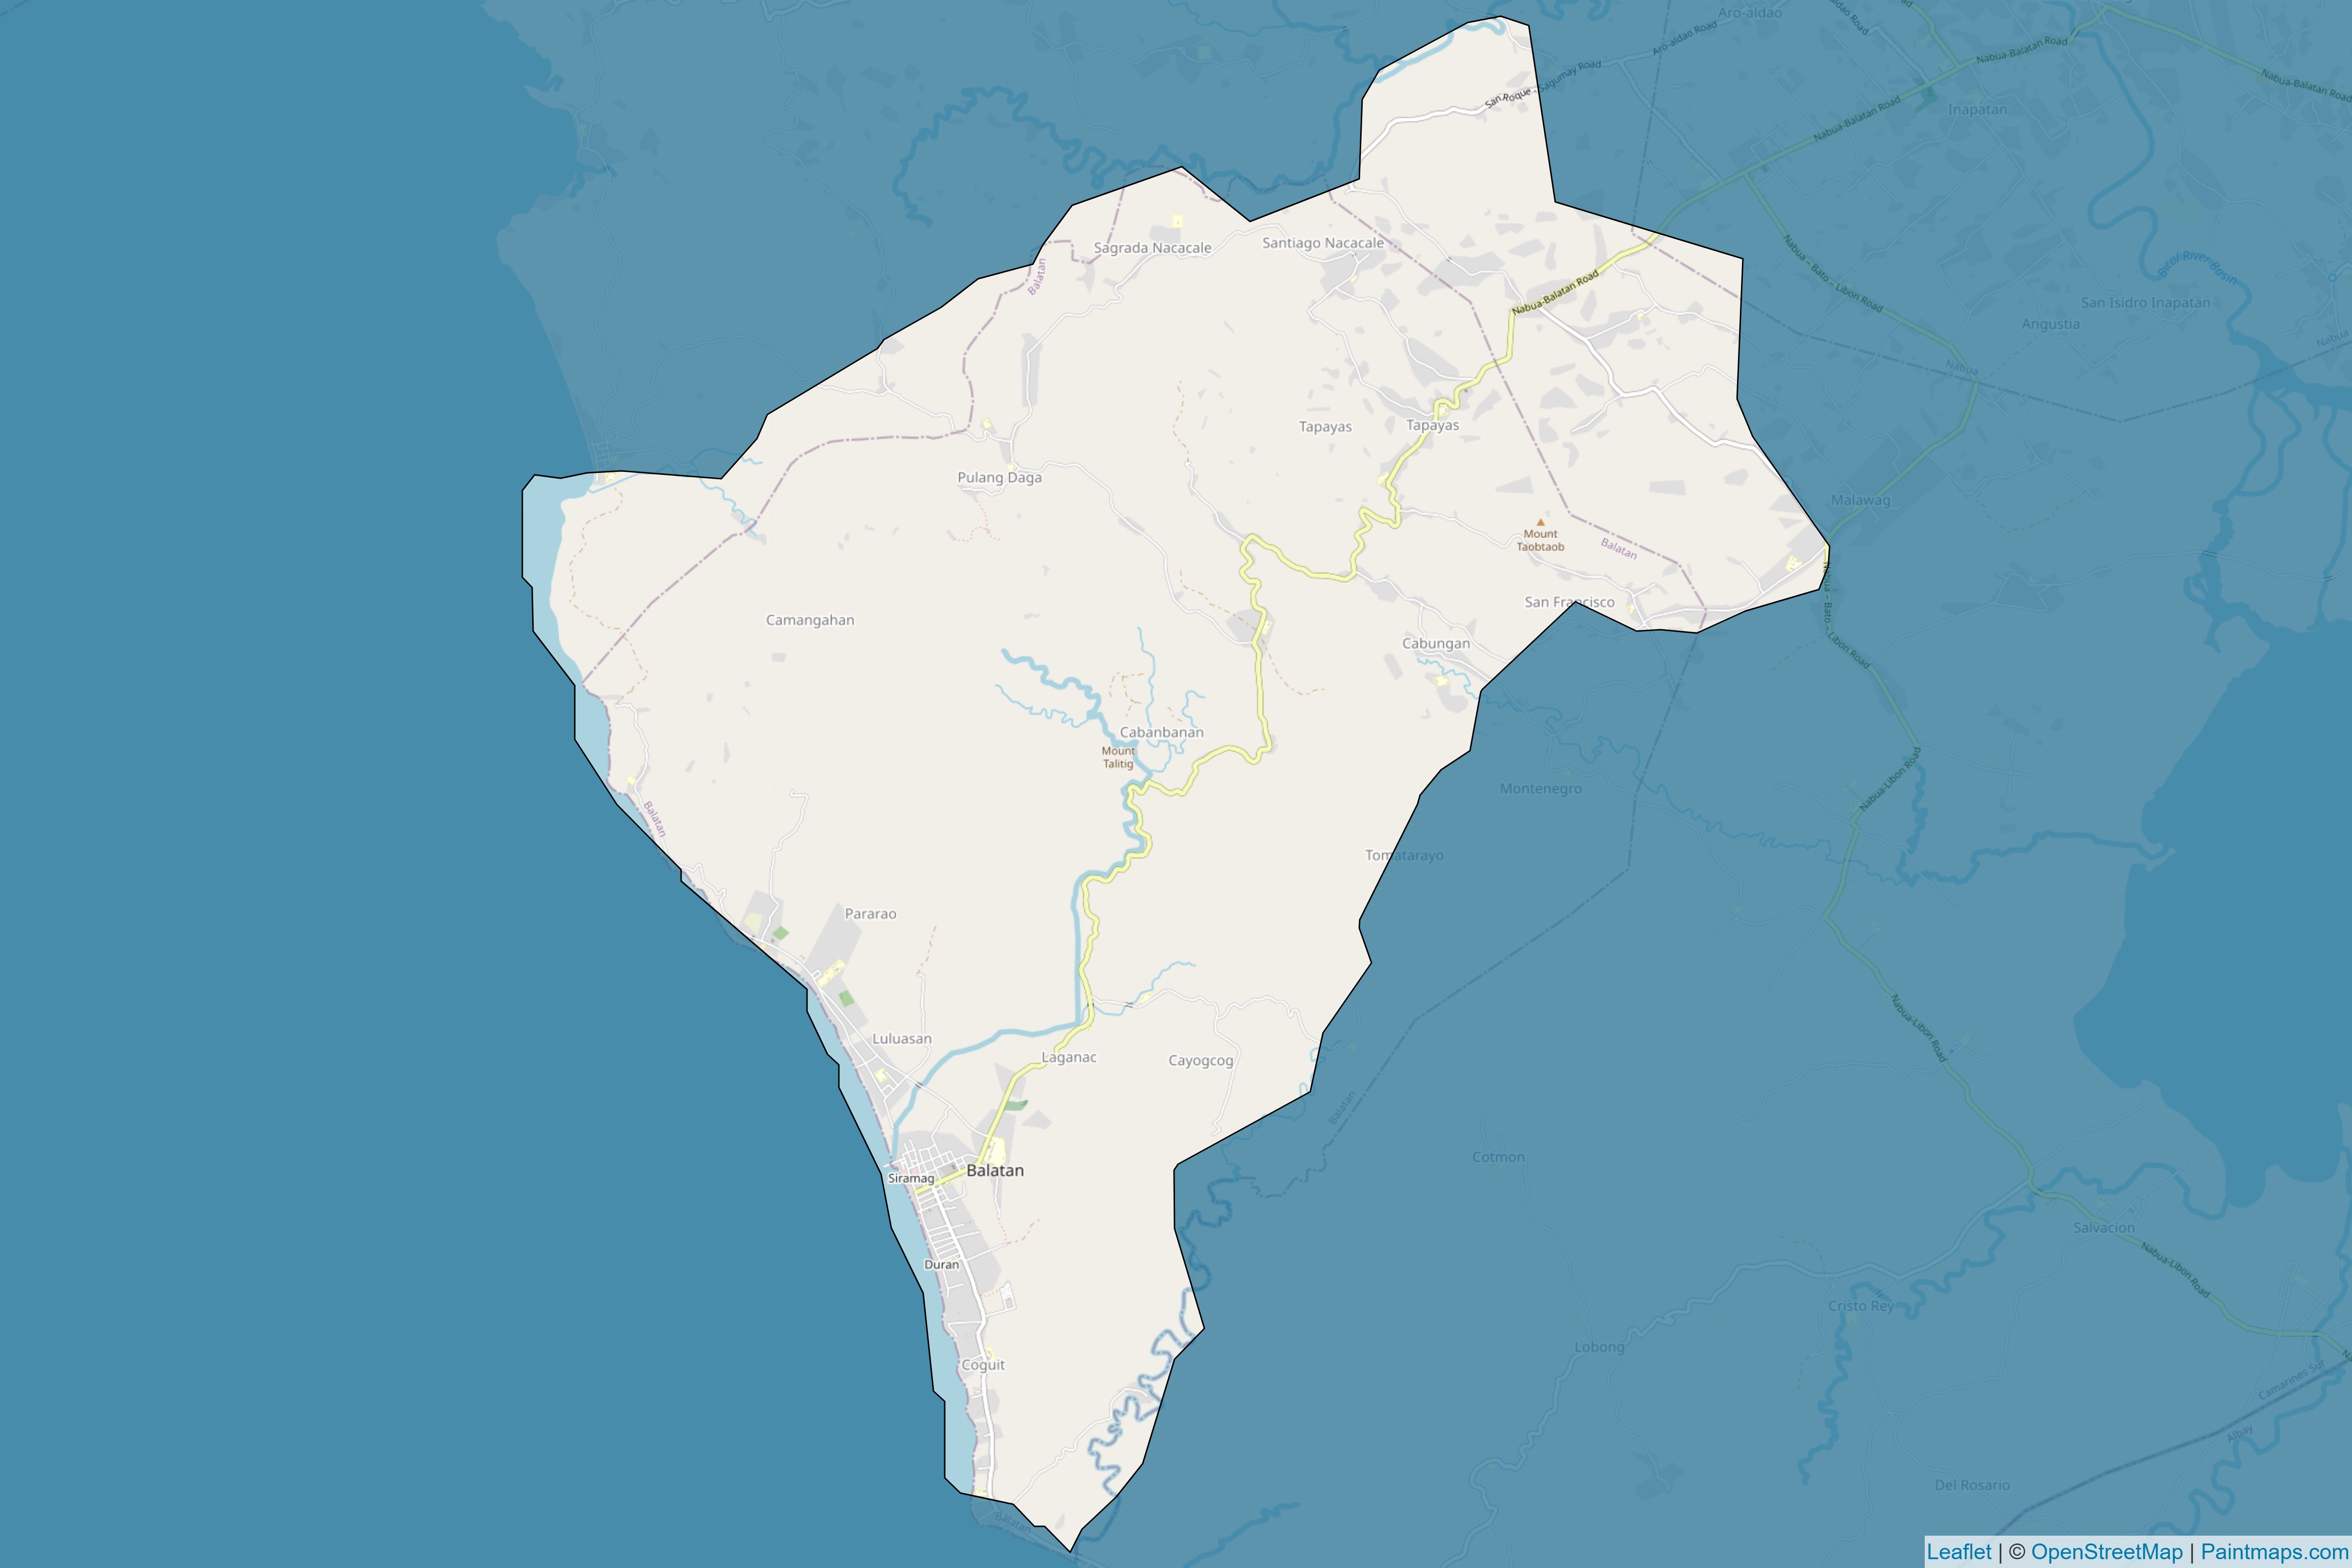 Aro-aldao
Aro-aldao Road
aldao Road
Nabua-Balatan Road
Nabua-Balatan Road
San Roque - Sagumay Road
Nabua-Balatan Road
Inapatan
Sagrada Nacacale
Santiago Nacacale
Balatan
Nabua - Bato - Libon Road
Bicol River Basin
San Isidro Inapatan
Angustia
Nabua-Balatan Road
Nabua
Nabua
Tapayas
Tapayas
Pulang Daga
Malawag
Mount
Taobtaob
Balatan
San Francisco
Nabua - Bato - Libon Road
Camangahan
Cabungan
Cabanbanan
Mount
Talitig
Montenegro
Nabua-Libon Road
Balatan
Tomatarayo
Pararao
Nabua-Libon Road
Luluasan
Laganac
Cayogcog
Balatan
Cotmon
Balatan
Siramag
Salvacion
Duran
Nabua-Libon Road
Cristo Rey
Lobong
Coguit
Camarines Sur
Albay
Del Rosario
Balatan
Leaflet | © OpenStreetMap | Paintmaps.com